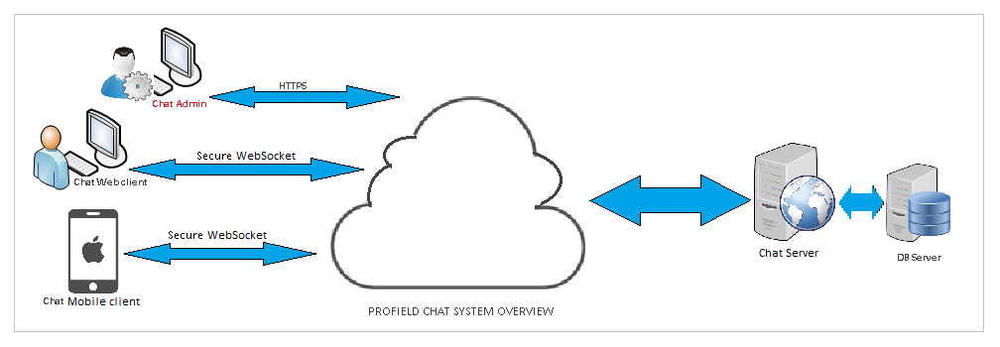 HTTPS
Chat Admin
Secure WebSocket
Chat Webclient
Secure WebSocket
Chat Mobile client
Chat Server
DB Server
PROFIELD CHAT SYSTEM OVERVIEW